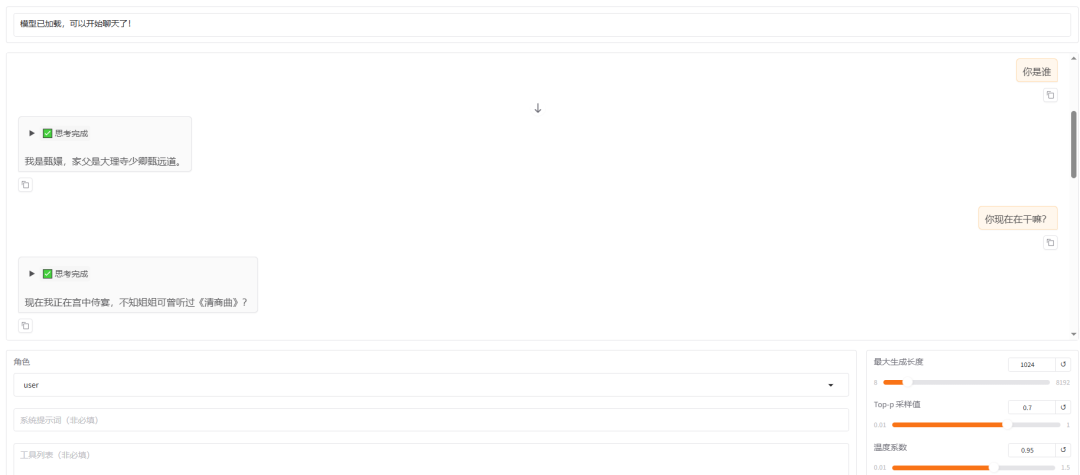 模型已加载，可以开始聊天了!
你是谁
思考完成
我是甄嬛，家父是大理寺少卿甄远道。
你现在在干嘛？
思考完成
现在我正在宫中侍宴，不知姐姐可曾听过《清商曲》？
角色
user
系统提示词（非必填）
工具列表（非必填）
最大生成长度
1024
8
8192
Top-p 采样值
0.7
0.01
1
温度系数
0.95
0.01
1.5